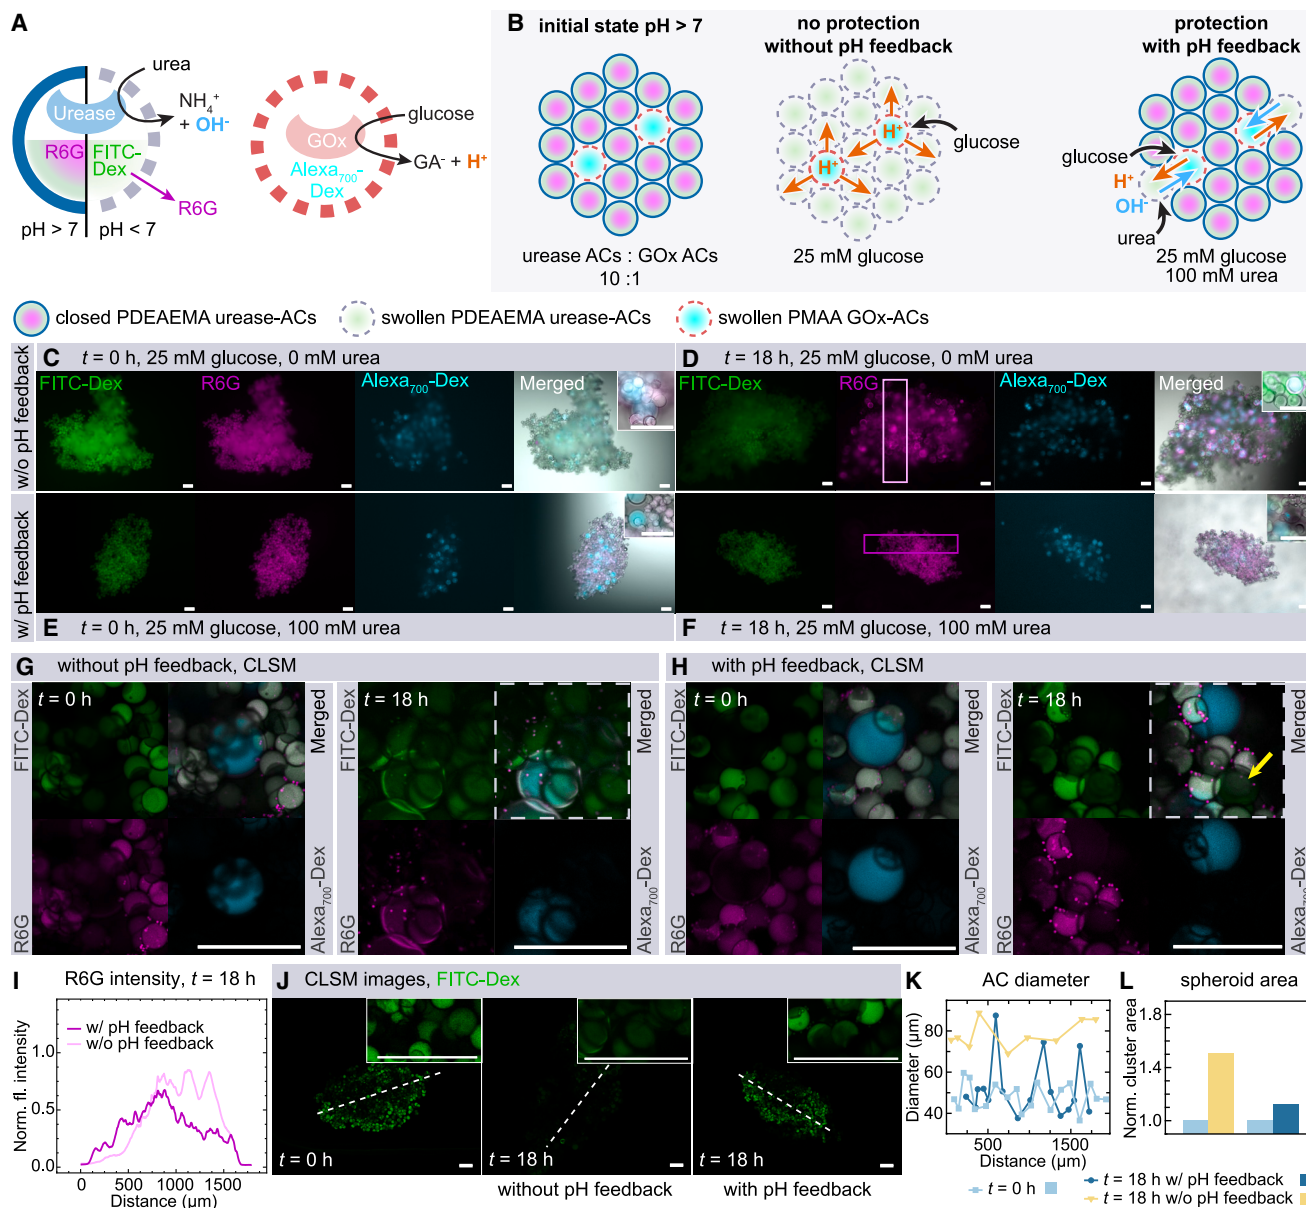 A
urea
Urease
NH₄⁺
+ OH⁻
R6G
FITC-
Dex
R6G
pH > 7
pH < 7
GOx
Alexa₇₀₀-
Dex
glucose
GA⁻ + H⁺
B
initial state pH > 7
urease ACs : GOx ACs
10 :1
no protection
without pH feedback
H⁺
H⁺
glucose
25 mM glucose
protection
with pH feedback
glucose
H⁺
OH⁻
urea
25 mM glucose
100 mM urea
closed PDEAEMA urease-ACs
swollen PDEAEMA urease-ACs
swollen PMAA GOx-ACs
w/o pH feedback
C t = 0 h, 25 mM glucose, 0 mM urea
FITC-Dex
R6G
Alexa₇₀₀-Dex
Merged
D t = 18 h, 25 mM glucose, 0 mM urea
FITC-Dex
R6G
Alexa₇₀₀-Dex
Merged
w/ pH feedback
E t = 0 h, 25 mM glucose, 100 mM urea
F t = 18 h, 25 mM glucose, 100 mM urea
G without pH feedback, CLSM
FITC-Dex
t = 0 h
Merged
R6G
Alexa₇₀₀-Dex
FITC-Dex
t = 18 h
Merged
R6G
Alexa₇₀₀-Dex
H with pH feedback, CLSM
FITC-Dex
t = 0 h
Merged
R6G
Alexa₇₀₀-Dex
FITC-Dex
t = 18 h
Merged
R6G
Alexa₇₀₀-Dex
I R6G intensity, t = 18 h
w/ pH feedback
w/o pH feedback
Norm. fl. intensity
1.0
0.5
0.0
0 500 1000 1500
Distance (µm)
J CLSM images, FITC-Dex
t = 0 h
t = 18 h
t = 18 h
without pH feedback
with pH feedback
K AC diameter
Diameter (µm)
80
60
40
500 1500
Distance (µm)
L spheroid area
Norm. cluster area
1.8
1.4
1.0
t = 0 h
t = 18 h w/ pH feedback
t = 18 h w/o pH feedback